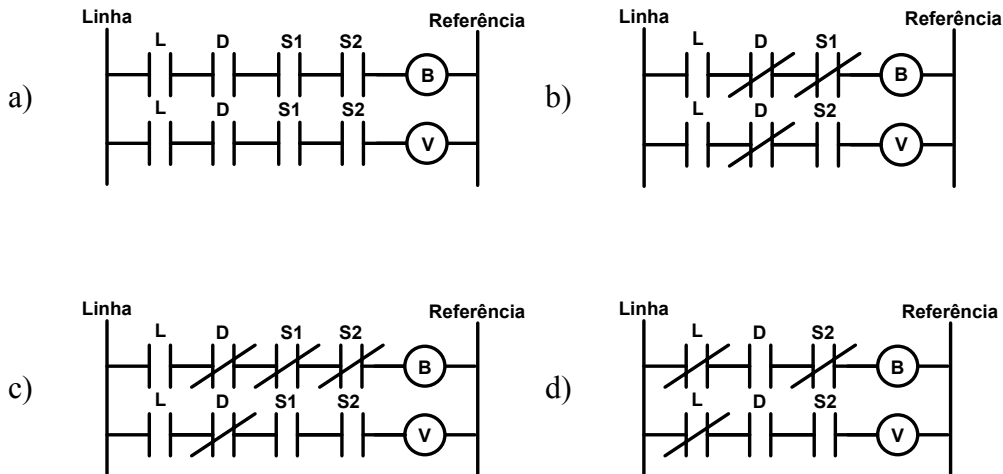 Linha Referência
L D S1 S2
B
a)
L D S1 S2
V
Linha Referência
L D S1
B
b)
L D S2
V
Linha Referência
L D S1 S2
B
c)
L D S1 S2
V
Linha Referência
L D S2
B
d)
L D S2
V